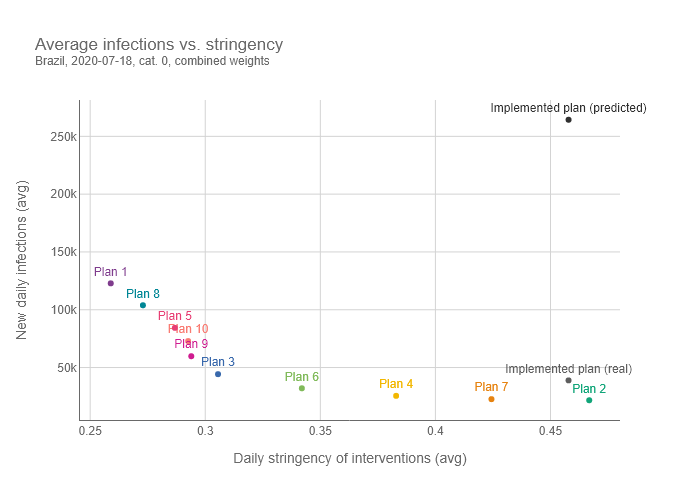 Average infections vs. stringency
Brazil, 2020-07-18, cat. 0, combined weights
Implemented plan (predicted)
250k
200k
150k
100k
50k
New daily infections (avg)
Plan 1
Plan 8
Plan 5
Plan 10
Plan 9
Plan 3
Plan 6
Plan 4
Plan 7
Implemented plan (real)
Plan 2
0.25
0.3
0.35
0.4
0.45
Daily stringency of interventions (avg)